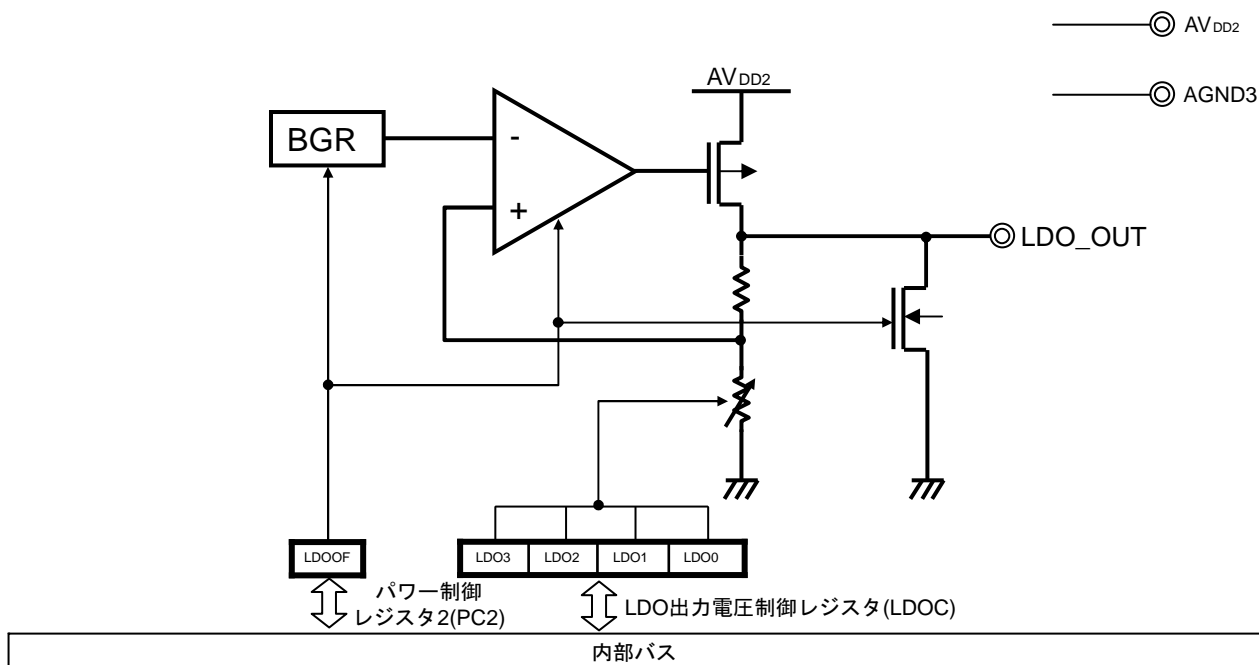 AVDD2
AGND3
AVDD2
BGR
-
+
LDO_OUT
LDOOF
LDO3 LDO2 LDO1 LDO0
パワー制御
レジスタ2(PC2)
LDO出力電圧制御レジスタ(LDOC)
内部バス